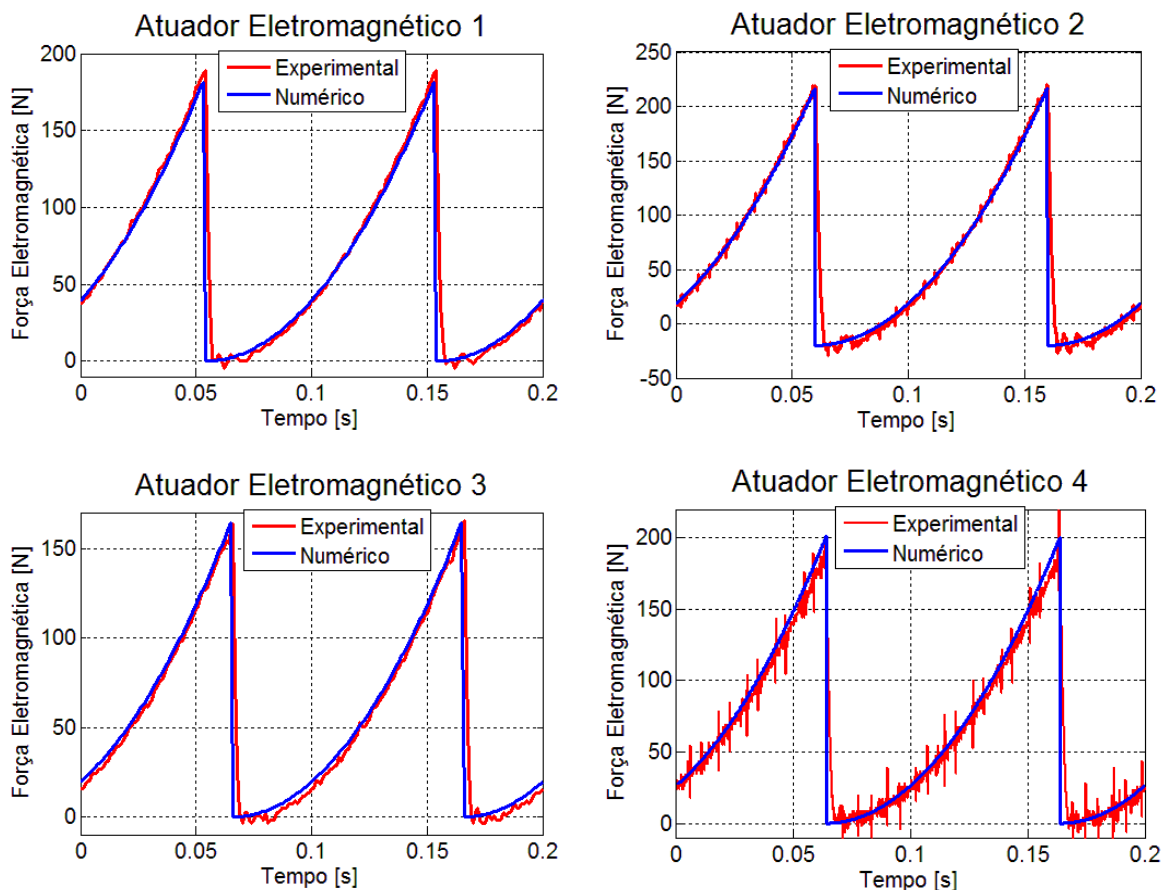 Atuador Eletromagnético 1
200
150
100
50
0
Força Eletromagnética [N]
Experimental
Numérico
0 0.05 0.1 0.15 0.2
Tempo [s]
Atuador Eletromagnético 2
250
200
150
100
50
0
-50
Força Eletromagnética [N]
Experimental
Numérico
0 0.05 0.1 0.15 0.2
Tempo [s]
Atuador Eletromagnético 3
150
100
50
0
Força Eletromagnética [N]
Experimental
Numérico
0 0.05 0.1 0.15 0.2
Tempo [s]
Atuador Eletromagnético 4
200
150
100
50
0
Força Eletromagnética [N]
Experimental
Numérico
0 0.05 0.1 0.15 0.2
Tempo [s]